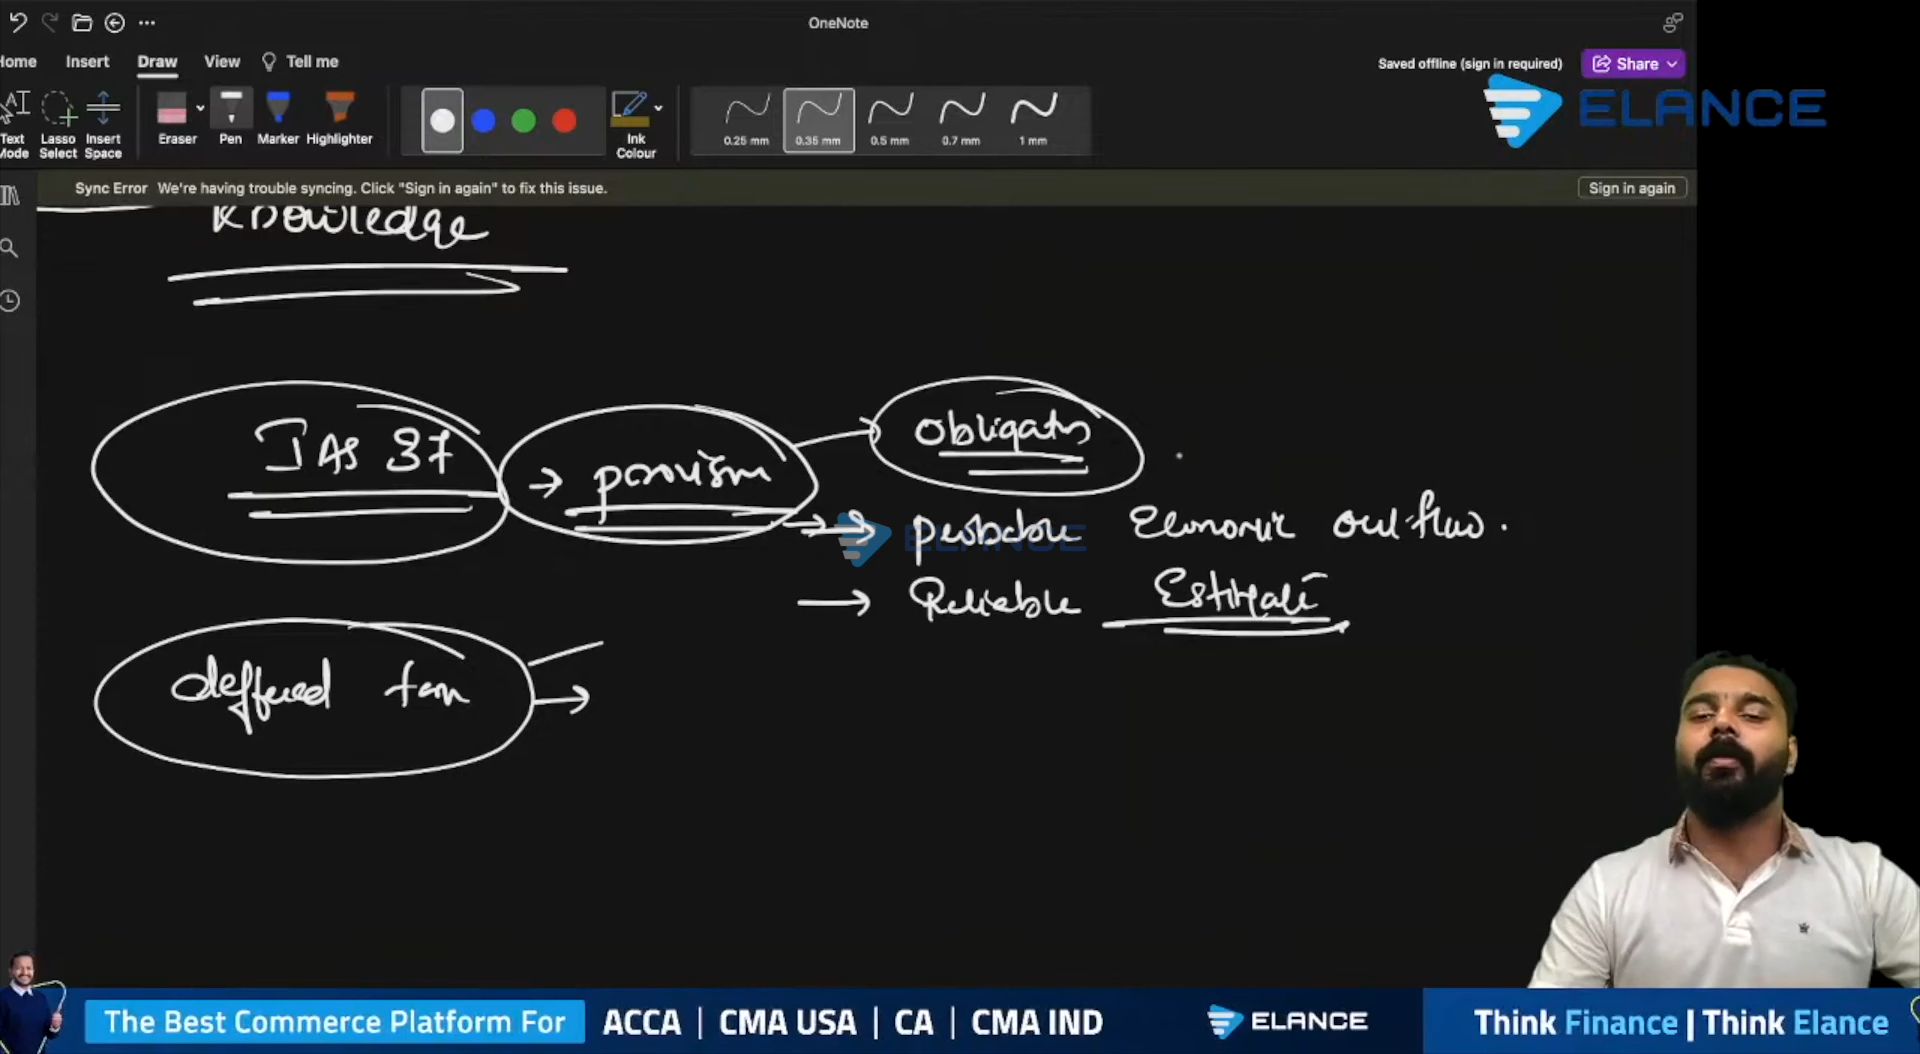 OneNote
Home Insert Draw View Tell me
Saved offline (sign in required) Share
Text Mode
Lasso Select
Insert Space
Eraser
Pen
Marker
Highlighter
Ink Colour
0.25 mm
0.35 mm
0.5 mm
0.7 mm
1 mm
ELANCE
Sync Error We're having trouble syncing. Click "Sign in again" to fix this issue. Sign in again
Knowledge
IAS 37
→ provism
→ obligatn
→→ probable Economic outflow.
→ Reliable Estimate
ELANCE
deffered tax →
The Best Commerce Platform For ACCA | CMA USA | CA | CMA IND ELANCE Think Finance | Think Elance